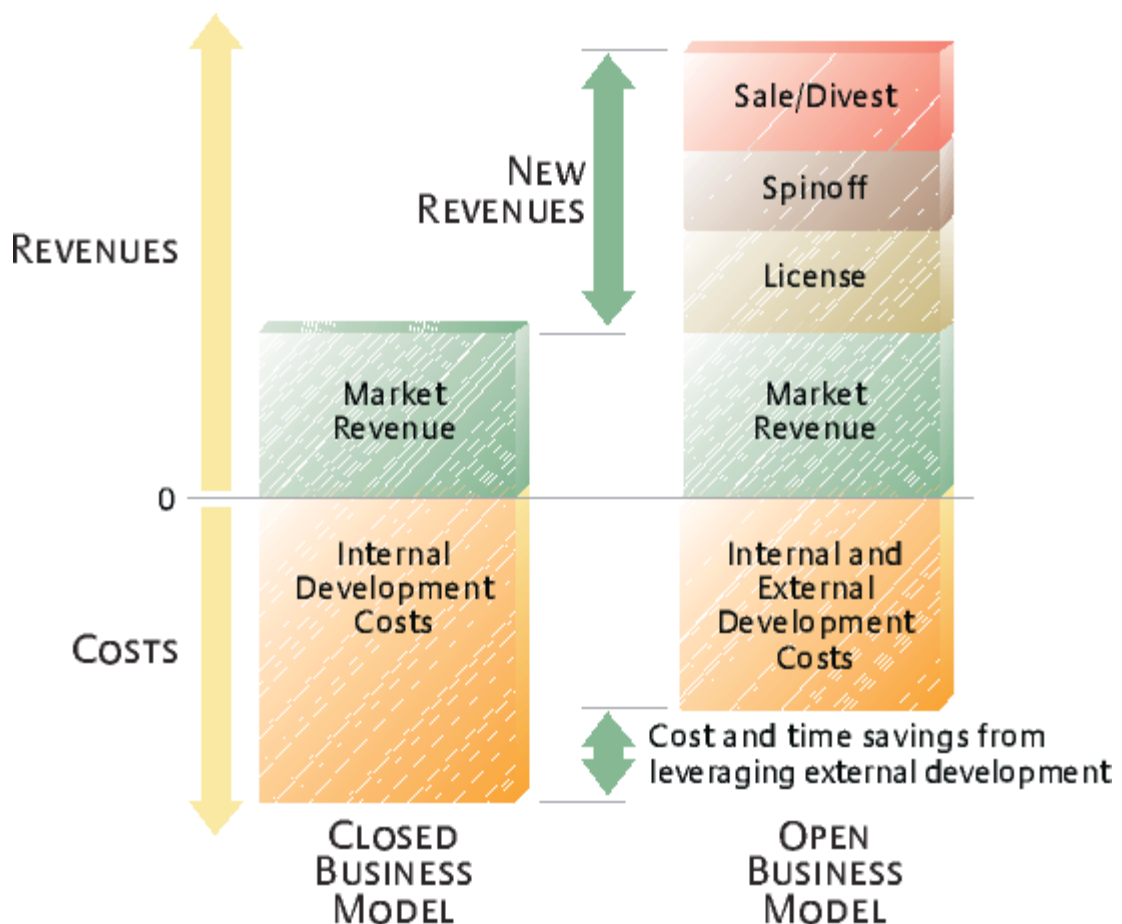 Sale/Divest
NEW
REVENUES
Spinoff
REVENUES
License
Market
Revenue
Market
Revenue
0
Internal
Development
Costs
Internal and
External
Development
Costs
COSTS
Cost and time savings from
leveraging external development
CLOSED
BUSINESS
MODEL
OPEN
BUSINESS
MODEL